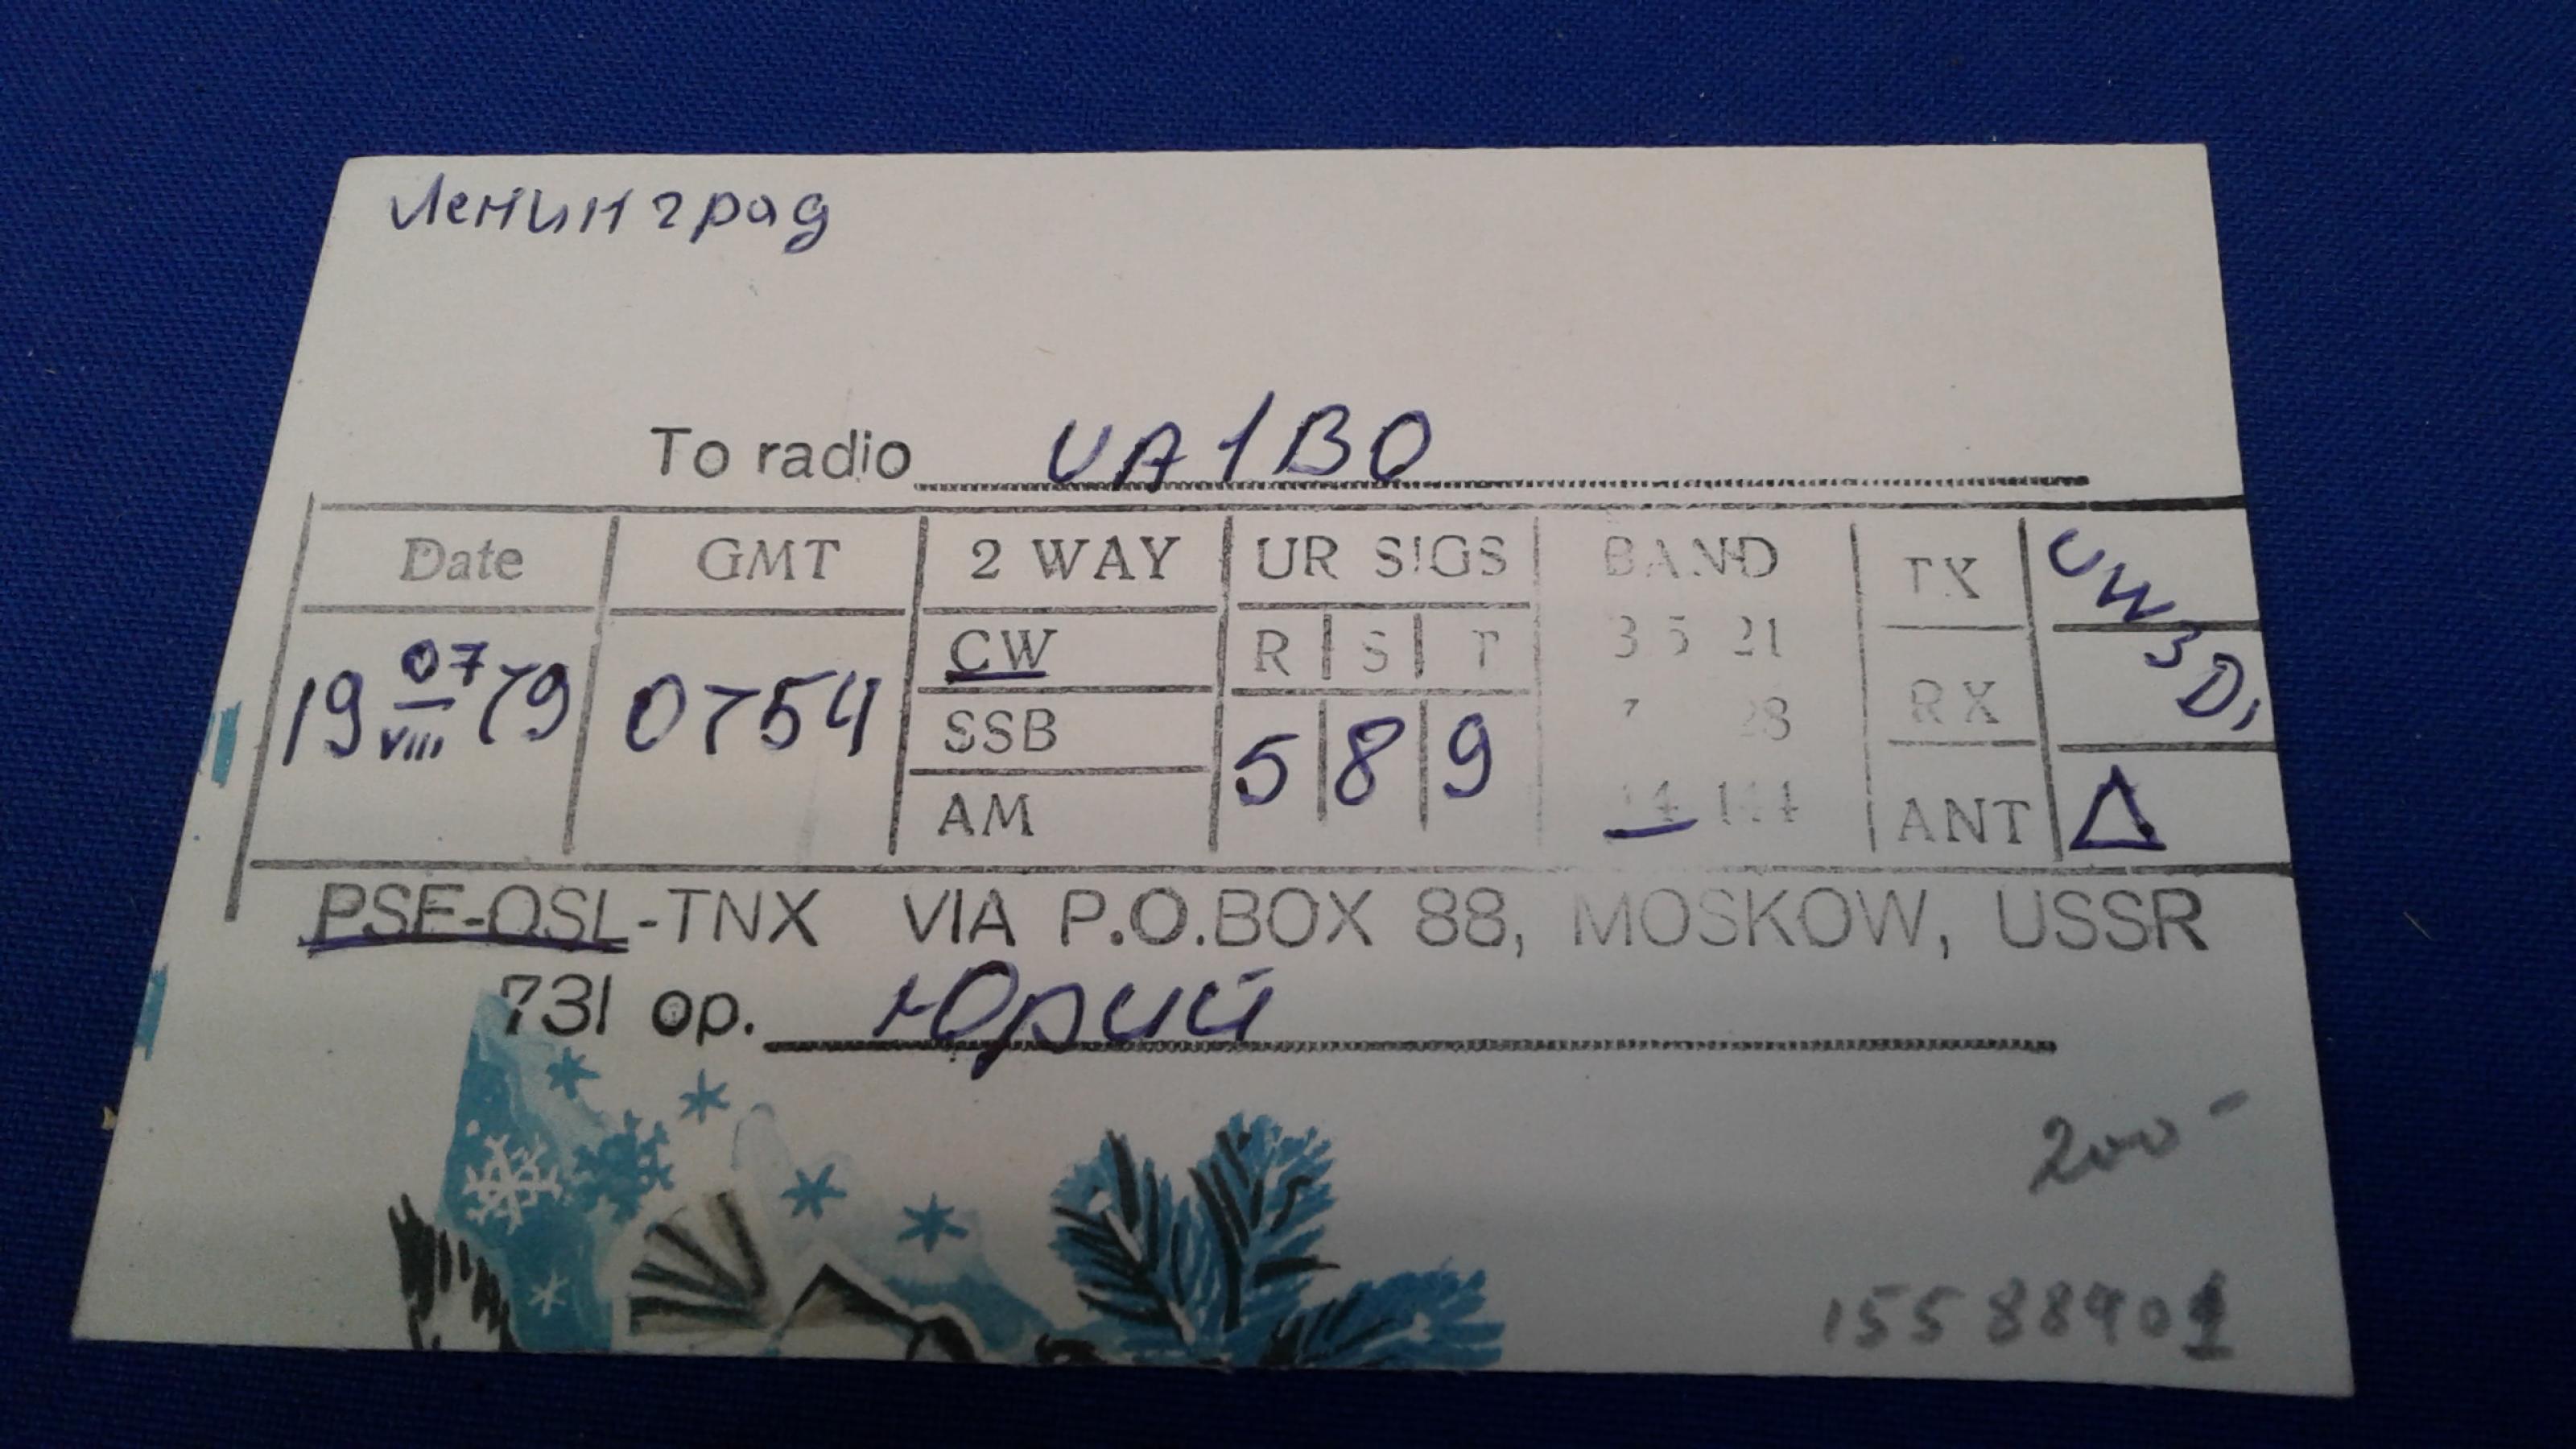 Ленинград
To radio UA1BO
Date GMT 2 WAY UR SIGS BAND TX UW3DI
CW R S T 3 5 21
19 07/VIII 79 0754 SSB 5 8 9 7 28 RX
AM 14 144 ANT Δ
PSE-QSL-TNX VIA P.O.BOX 88, MOSKOW, USSR
73! op. Юрий
200-
15588901